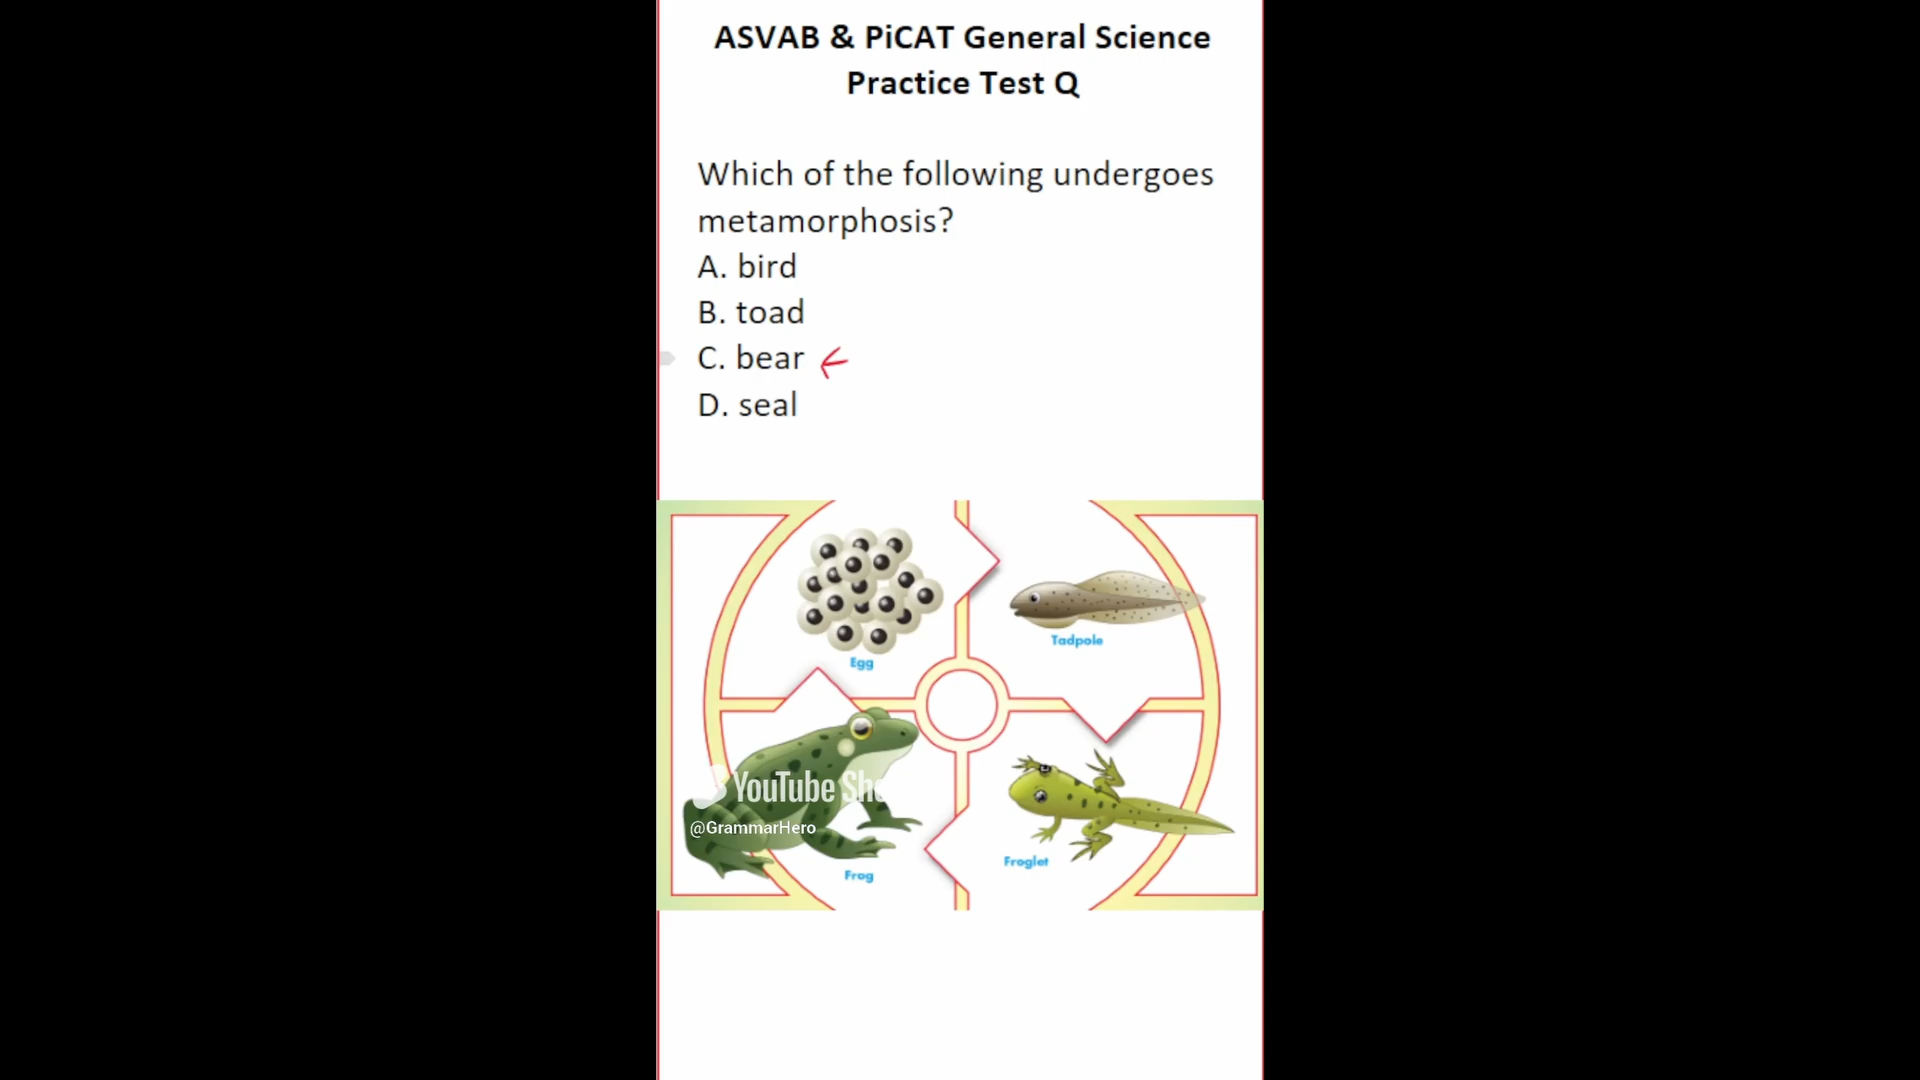 ASVAB & PiCAT General Science
Practice Test Q
Which of the following undergoes
metamorphosis?
A. bird
B. toad
C. bear
D. seal
Egg
Tadpole
Frog
Froglet
YouTube Sho
@GrammarHero